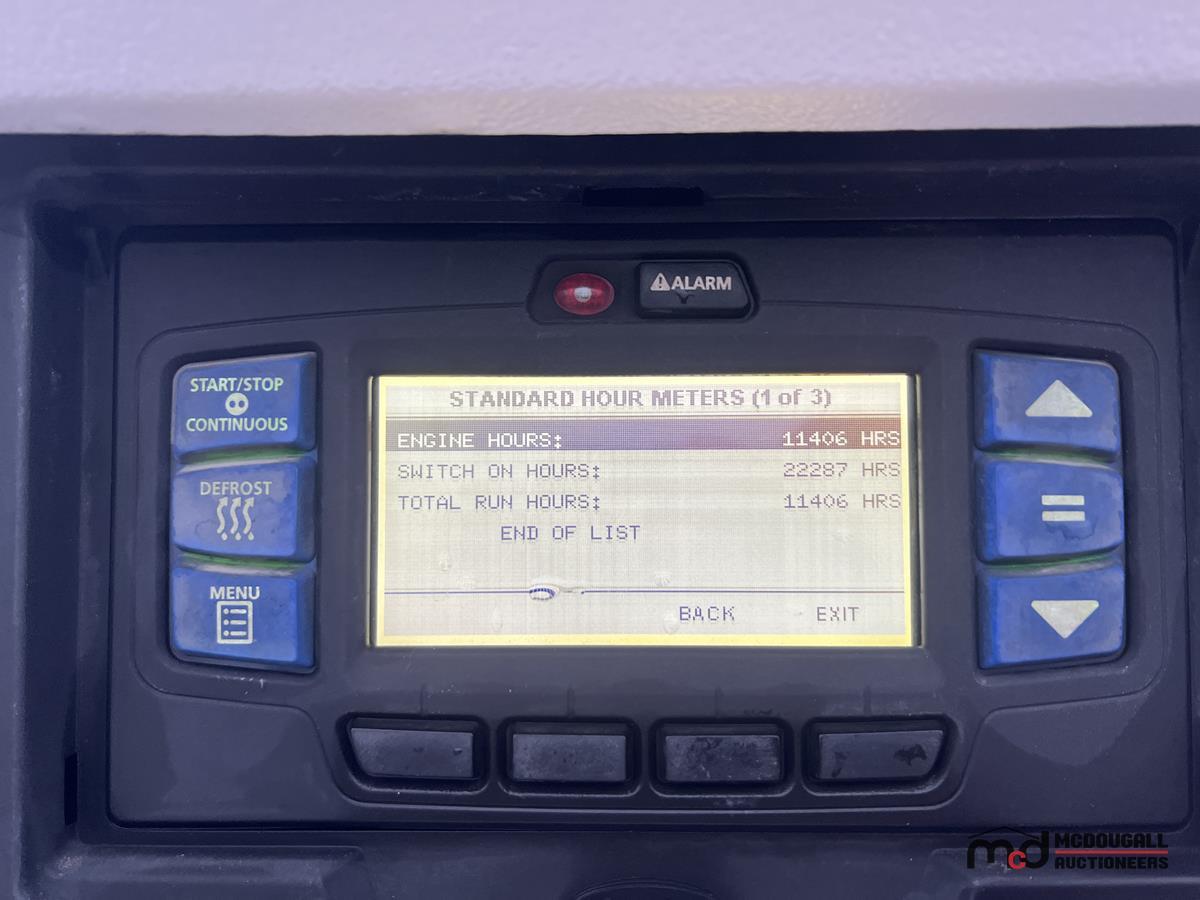 ALARM
START/STOP
CONTINUOUS
DEFROST
MENU
STANDARD HOUR METERS (1 of 3)
ENGINE HOURS: 11406 HRS
SWITCH ON HOURS: 22287 HRS
TOTAL RUN HOURS: 11406 HRS
END OF LIST
BACK EXIT
mcd MCDOUGALL
AUCTIONEERS